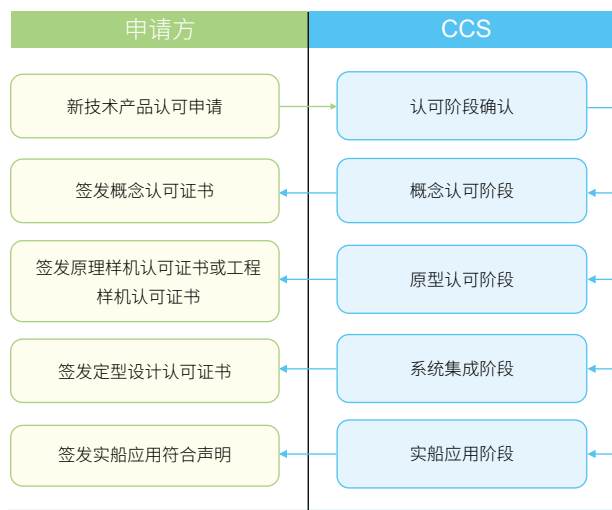 申请方
CCS
新技术产品认可申请
认可阶段确认
签发概念认可证书
概念认可阶段
签发原理样机认可证书或工程
样机认可证书
原型认可阶段
签发定型设计认可证书
系统集成阶段
签发实船应用符合声明
实船应用阶段